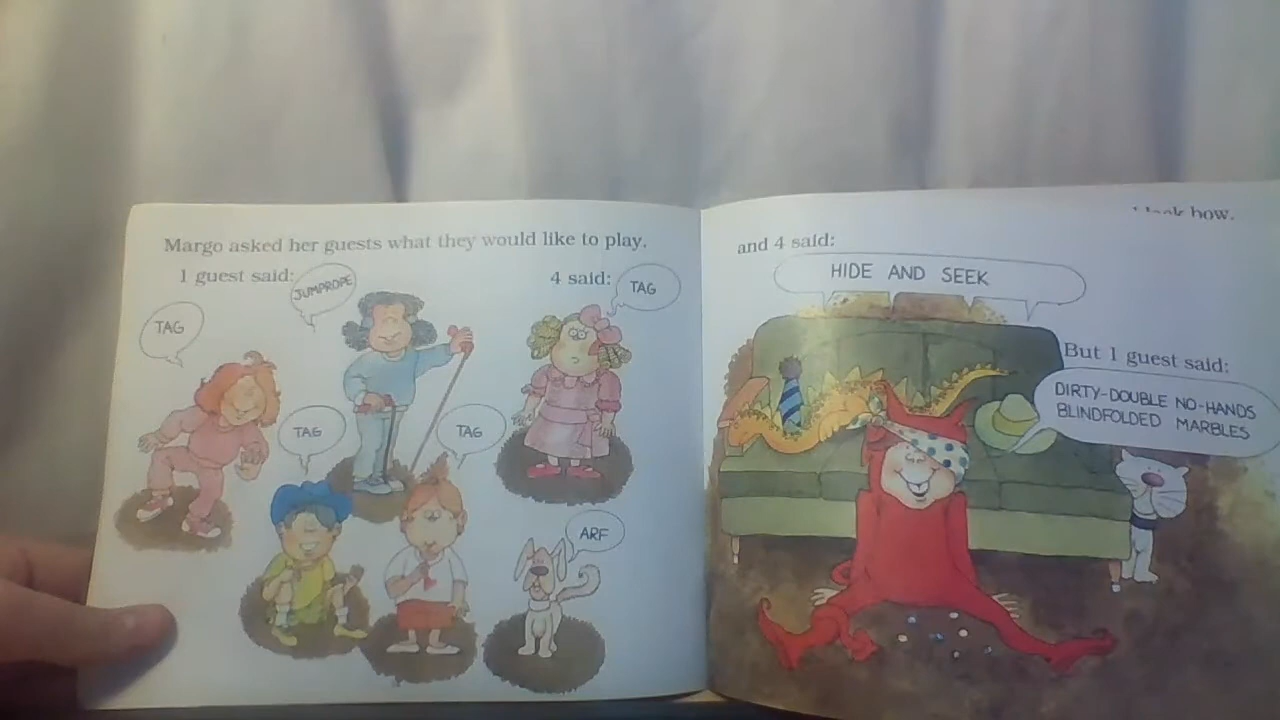 Margo asked her guests what they would like to play.
1 guest said:
JUMPROPE
4 said:
TAG
TAG
TAG
TAG
ARF
how.
and 4 said:
HIDE AND SEEK
But 1 guest said:
DIRTY-DOUBLE NO-HANDS
BLINDFOLDED MARBLES